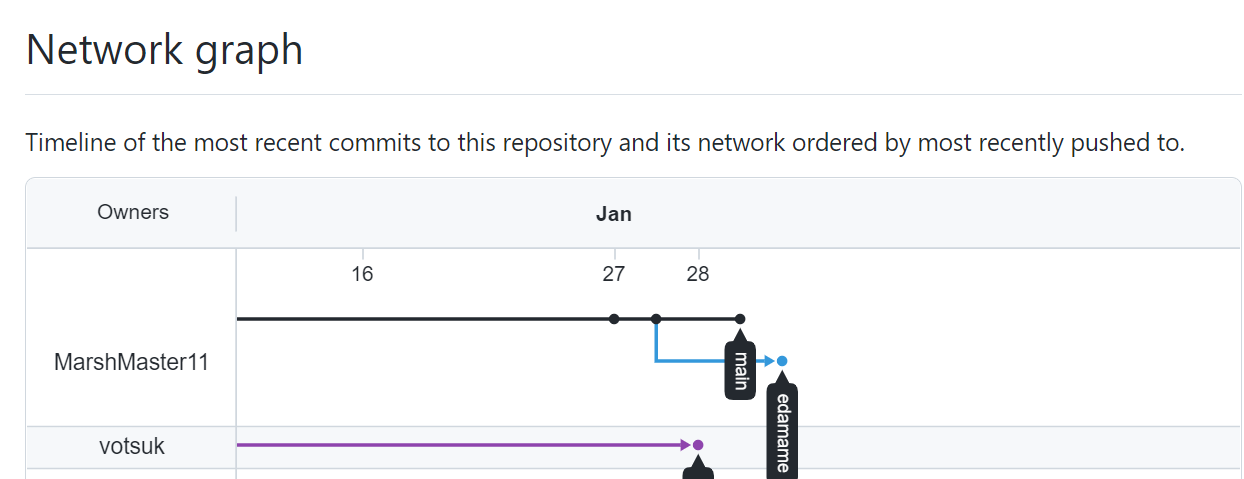 Network graph
Timeline of the most recent commits to this repository and its network ordered by most recently pushed to.
Owners
Jan
16
27
28
MarshMaster11
main
edamame
votsuk